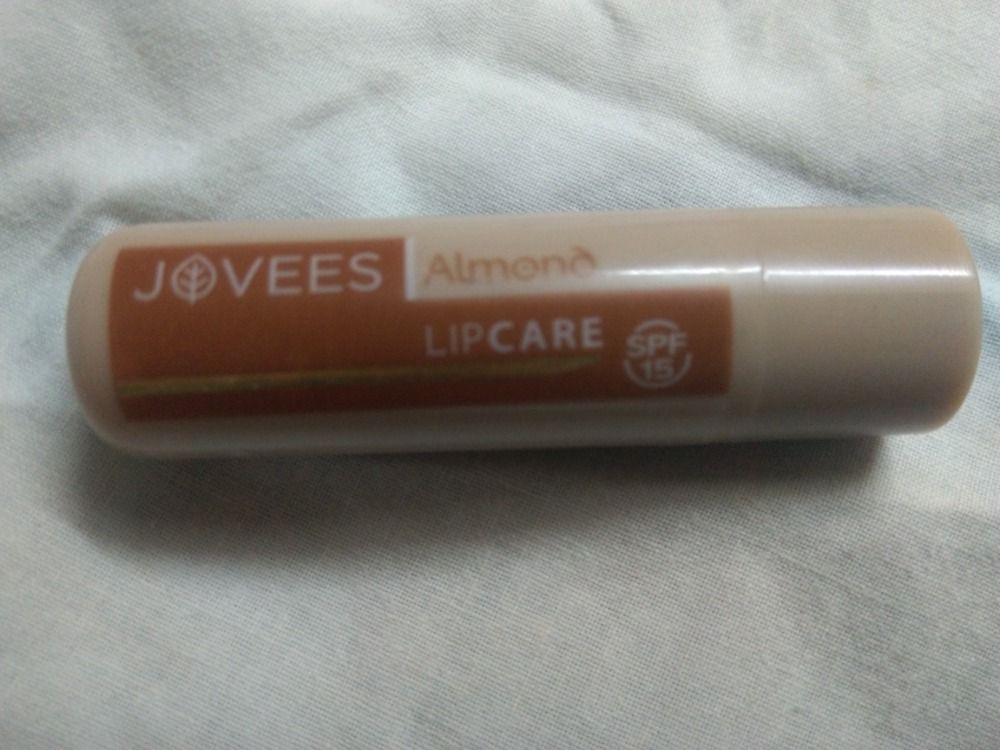 JOVEES
Almond
LIPCARE
SPF
15